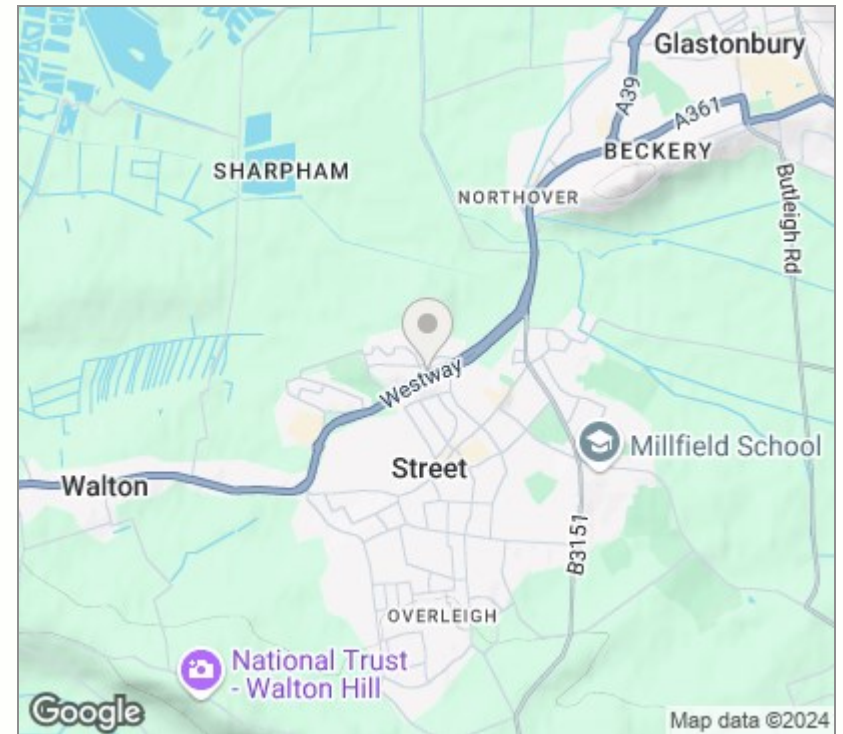 Glastonbury
A39
A361
BECKERY
SHARPHAM
NORTHOVER
Butleigh Rd
Westway
Millfield School
Street
Walton
B3151
OVERLEIGH
National Trust
- Walton Hill
Google
Map data ©2024